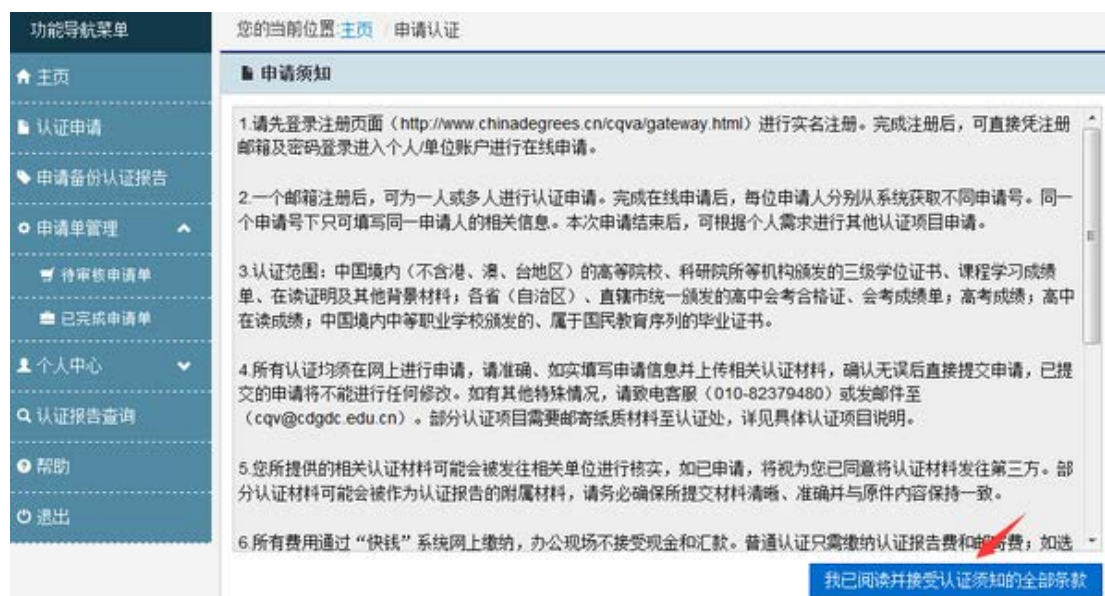 功能导航菜单
您的当前位置:主页 / 申请认证
主页
申请须知
认证申请
申请备份认证报告
申请单管理
待审核申请单
已完成申请单
个人中心
认证报告查询
帮助
退出
1.请先登录注册页面（http://www.chinadegrees.cn/cqva/gateway.html）进行实名注册。完成注册后，可直接凭注册
邮箱及密码登录进入个人/单位账户进行在线申请。
2.一个邮箱注册后，可为一人或多人进行认证申请。完成在线申请后，每位申请人分别从系统获取不同申请号。同一
个申请号下只可填写同一申请人的相关信息。本次申请结束后，可根据个人需求进行其他认证项目申请。
3.认证范围：中国境内（不含港、澳、台地区）的高等院校、科研院所等机构颁发的三级学位证书、课程学习成绩
单、在读证明及其他背景材料；各省（自治区）、直辖市统一颁发的高中会考合格证、会考成绩单；高考成绩；高中
在读成绩；中国境内中等职业学校颁发的、属于国民教育序列的毕业证书。
4.所有认证均须在网上进行申请，请准确、如实填写申请信息并上传相关认证材料，确认无误后直接提交申请，已提
交的申请将不能进行任何修改。如有其他特殊情况，请致电客服（010-82379480）或发邮件至
（cqv@cdgdc.edu.cn）。部分认证项目需要邮寄纸质材料至认证处，详见具体认证项目说明。
5.您所提供的相关认证材料可能会被发往相关单位进行核实，如已申请，将视为您已同意将认证材料发往第三方。部
分认证材料可能会被作为认证报告的附属材料，请务必确保所提交材料清晰、准确并与原件内容保持一致。
6.所有费用通过“快钱”系统网上缴纳，办公现场不接受现金和汇款。普通认证只需缴纳认证报告费和邮寄费；如选
我已阅读并接受认证须知的全部条款